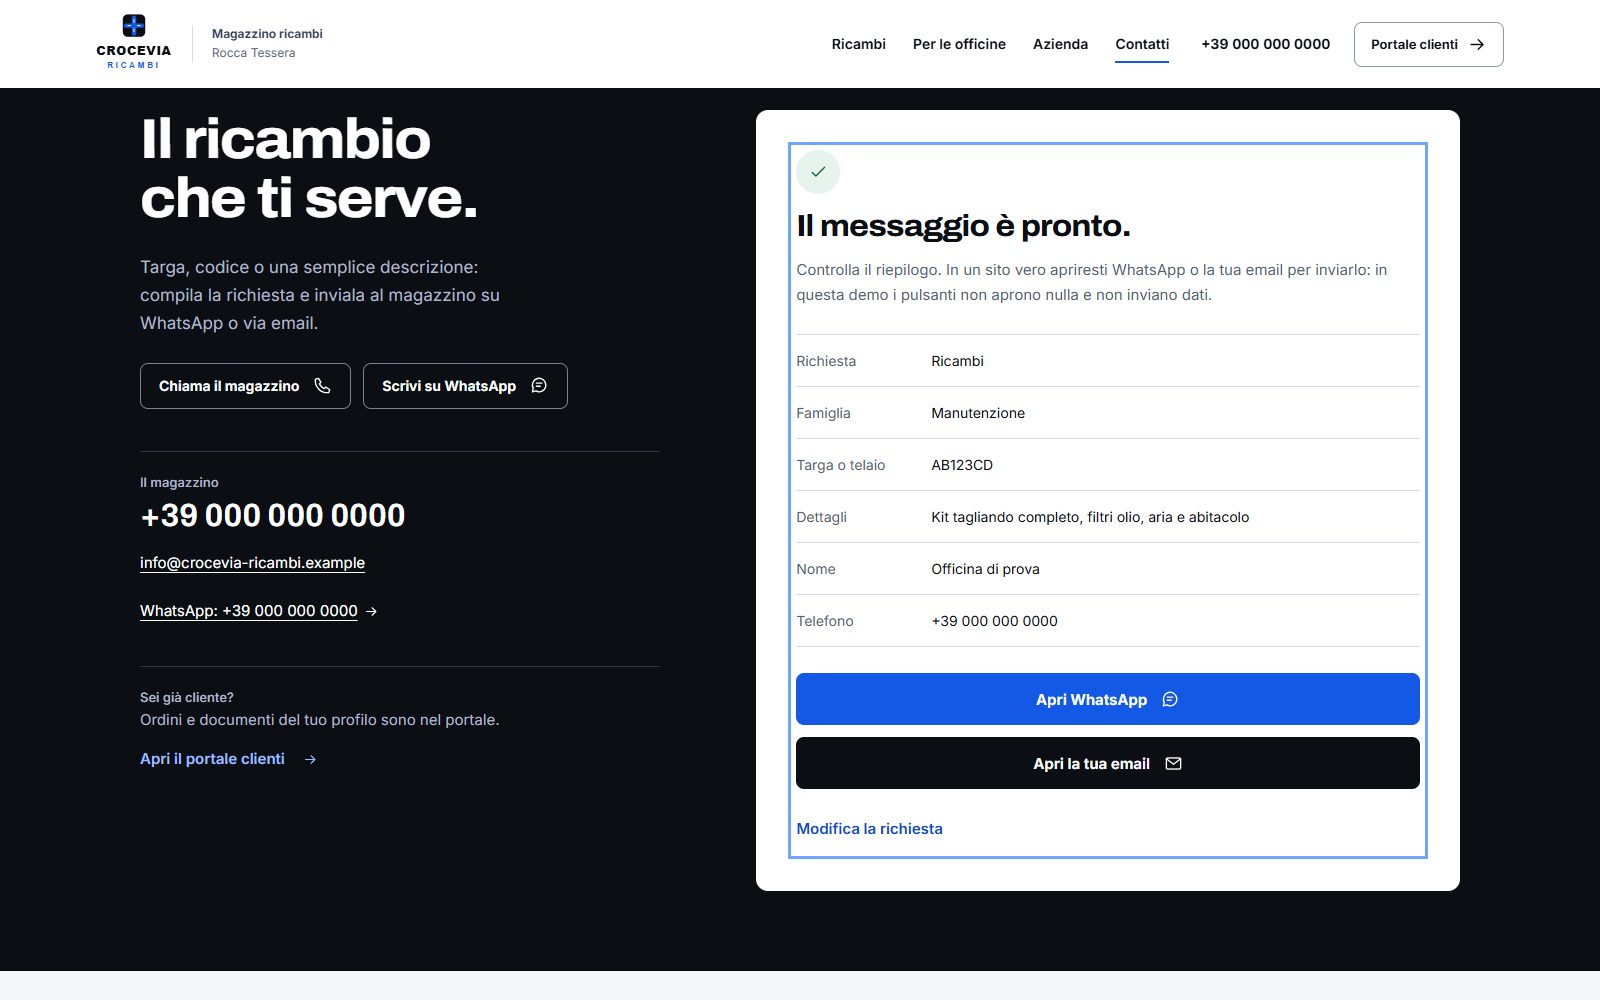 CROCEVIA
RICAMBI
Magazzino ricambi
Rocca Tessera
Ricambi
Per le officine
Azienda
Contatti
+39 000 000 0000
Portale clienti
Il ricambio
che ti serve.
Targa, codice o una semplice descrizione:
compila la richiesta e inviala al magazzino su
WhatsApp o via email.
Chiama il magazzino
Scrivi su WhatsApp
Il magazzino
+39 000 000 0000
info@crocevia-ricambi.example
WhatsApp: +39 000 000 0000 →
Sei già cliente?
Ordini e documenti del tuo profilo sono nel portale.
Apri il portale clienti →
Il messaggio è pronto.
Controlla il riepilogo. In un sito vero apriresti WhatsApp o la tua email per inviarlo: in
questa demo i pulsanti non aprono nulla e non inviano dati.
Richiesta Ricambi
Famiglia Manutenzione
Targa o telaio AB123CD
Dettagli Kit tagliando completo, filtri olio, aria e abitacolo
Nome Officina di prova
Telefono +39 000 000 0000
Apri WhatsApp
Apri la tua email
Modifica la richiesta